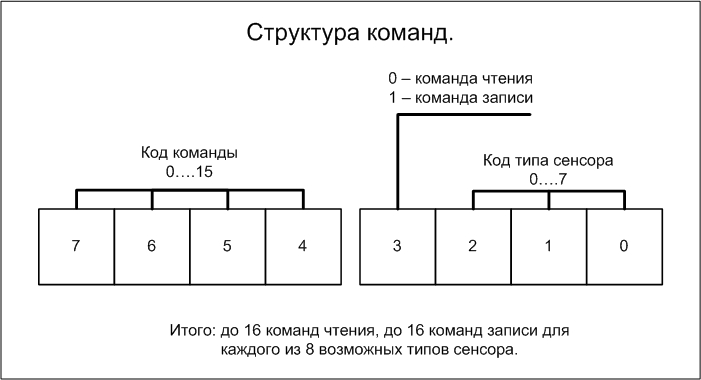 Структура команд.
0 – команда чтения
1 – команда записи
Код команды
0....15
Код типа сенсора
0....7
7 6 5 4 3 2 1 0
Итого: до 16 команд чтения, до 16 команд записи для
каждого из 8 возможных типов сенсора.